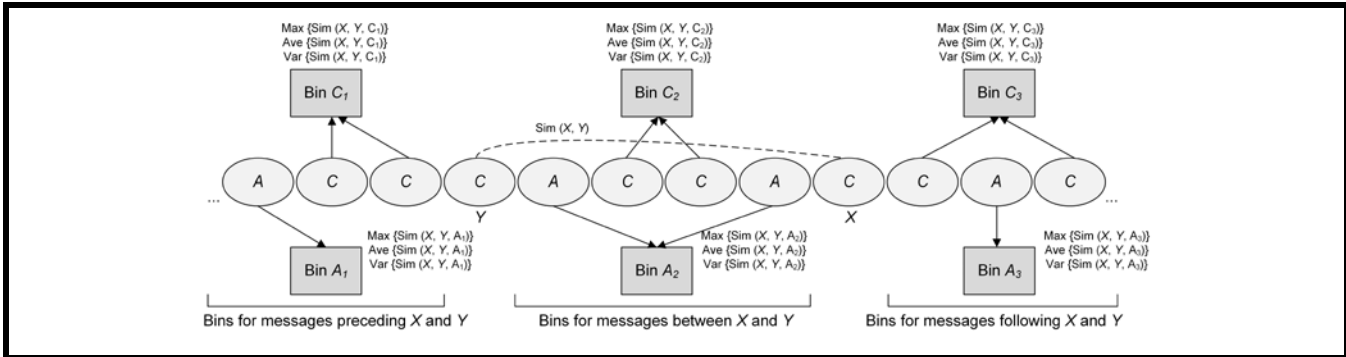 Max {Sim (X, Y, C₁)}
Ave {Sim (X, Y, C₁)}
Var {Sim (X, Y, C₁)}
Max {Sim (X, Y, C₂)}
Ave {Sim (X, Y, C₂)}
Var {Sim (X, Y, C₂)}
Max {Sim (X, Y, C₃)}
Ave {Sim (X, Y, C₃)}
Var {Sim (X, Y, C₃)}
Bin C₁
Bin C₂
Bin C₃
Sim (X, Y)
... A C C C A C C A C C A C ...
Y
X
Max {Sim (X, Y, A₁)}
Ave {Sim (X, Y, A₁)}
Var {Sim (X, Y, A₁)}
Max {Sim (X, Y, A₂)}
Ave {Sim (X, Y, A₂)}
Var {Sim (X, Y, A₂)}
Max {Sim (X, Y, A₃)}
Ave {Sim (X, Y, A₃)}
Var {Sim (X, Y, A₃)}
Bin A₁
Bin A₂
Bin A₃
Bins for messages preceding X and Y
Bins for messages between X and Y
Bins for messages following X and Y